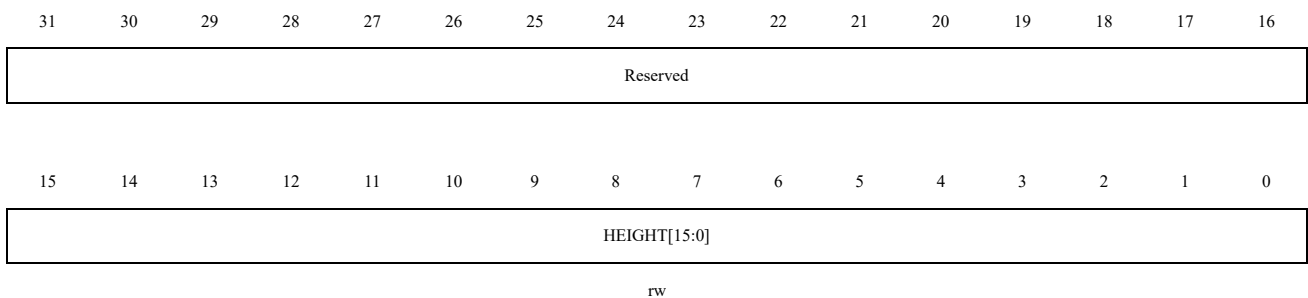 31 30 29 28 27 26 25 24 23 22 21 20 19 18 17 16
Reserved
15 14 13 12 11 10 9 8 7 6 5 4 3 2 1 0
HEIGHT[15:0]
rw